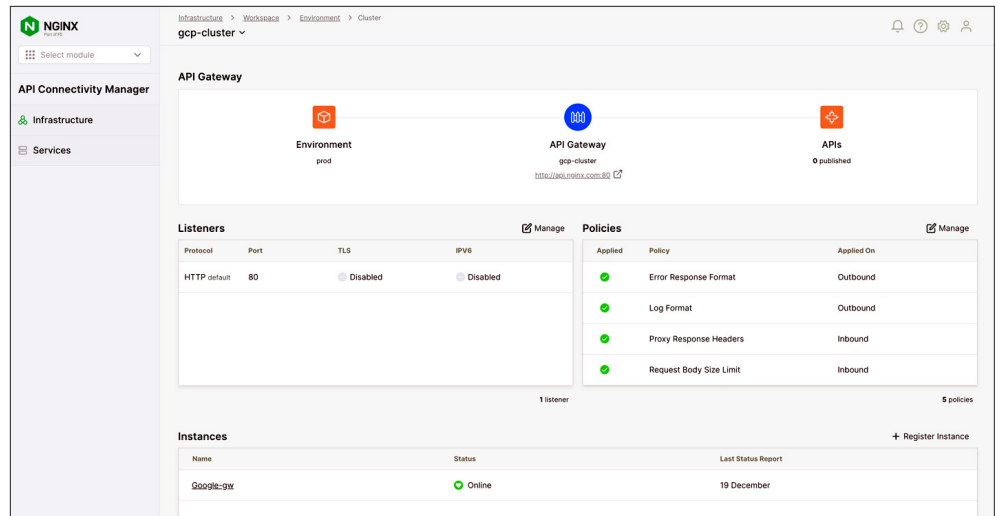 NGINX
Part of F5
Select module
API Connectivity Manager
Infrastructure
Services
Infrastructure > Workspace > Environment > Cluster
gcp-cluster
API Gateway
Environment
prod
API Gateway
gcp-cluster
http://api.nginx.com:80
APIs
0 published
Listeners
Manage
Protocol Port TLS IPV6
HTTP default 80 Disabled Disabled
1 listener
Policies
Manage
Applied Policy Applied On
Error Response Format Outbound
Log Format Outbound
Proxy Response Headers Inbound
Request Body Size Limit Inbound
5 policies
Instances
+ Register Instance
Name Status Last Status Report
Google-gw Online 19 December